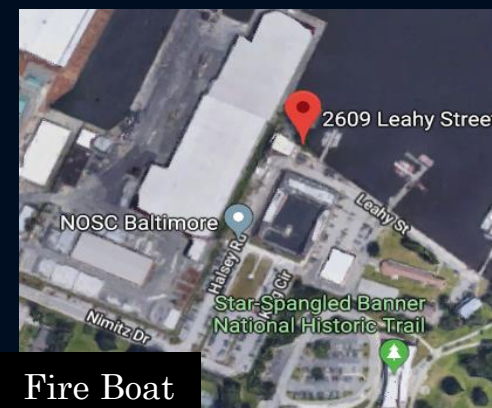 2609 Leahy Street
Leahy St
NOSC Baltimore
Halsey Rd
Star-Spangled Banner
National Historic Trail
Nimitz Dr
Fire Boat